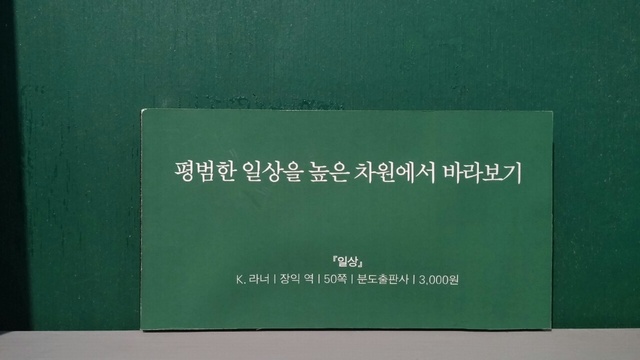 평범한 일상을 높은 차원에서 바라보기
『일상』
K. 라너 | 장익 역 | 50쪽 | 분도출판사 | 3,000원